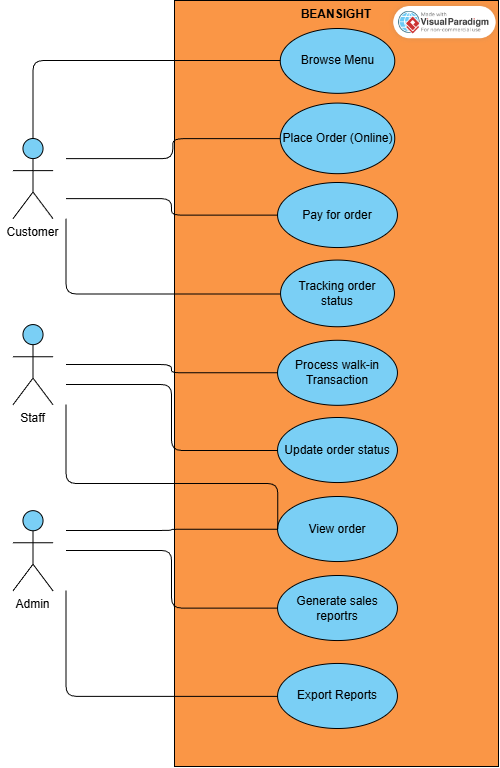 BEANSIGHT
Made with
Visual Paradigm
For non-commercial use
Browse Menu
Place Order (Online)
Pay for order
Customer
Tracking order
status
Process walk-in
Transaction
Staff
Update order status
View order
Admin
Generate sales
reportrs
Export Reports